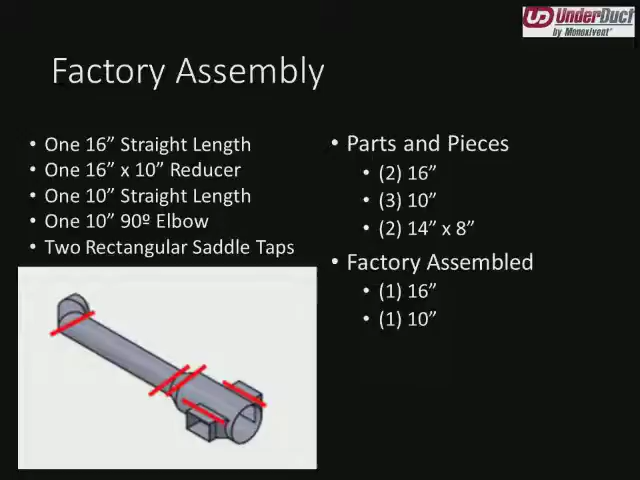 UD UnderDuct
by Monoxivent®
Factory Assembly
• One 16” Straight Length
• One 16” x 10” Reducer
• One 10” Straight Length
• One 10” 90º Elbow
• Two Rectangular Saddle Taps
• Parts and Pieces
• (2) 16”
• (3) 10”
• (2) 14” x 8”
• Factory Assembled
• (1) 16”
• (1) 10”